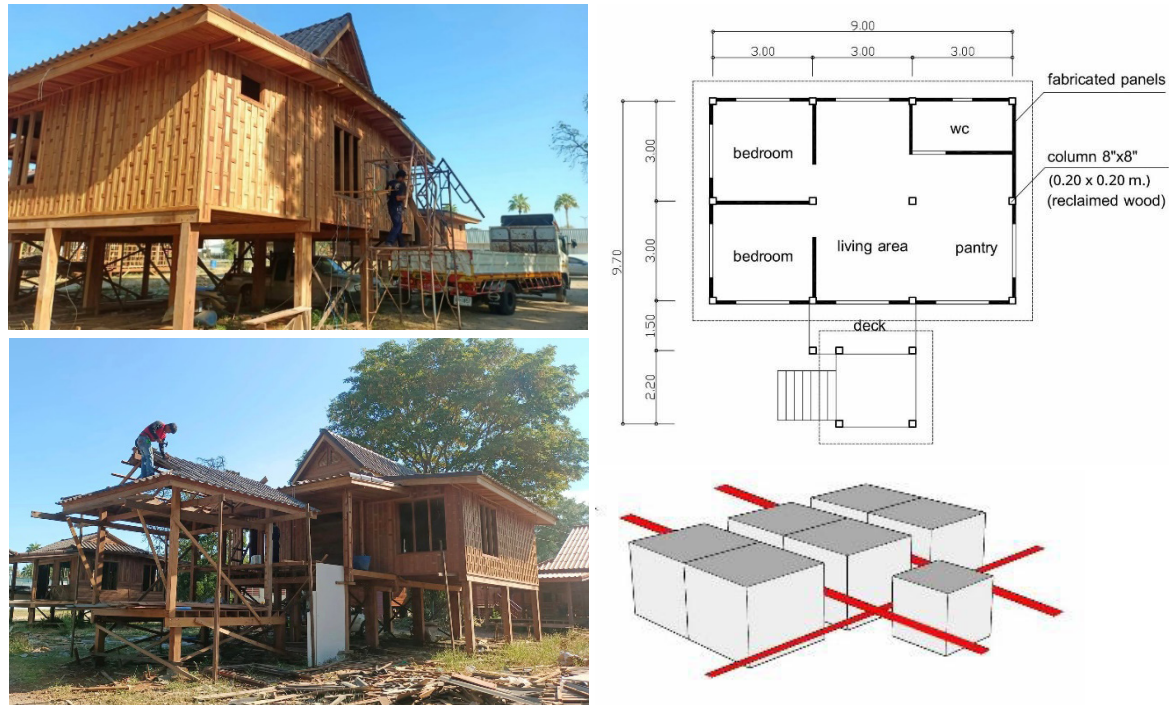 9.00
3.00
3.00
3.00
fabricated panels
wc
bedroom
3.00
column 8"x8"
(0.20 x 0.20 m.)
(reclaimed wood)
9.70
living area
pantry
bedroom
3.00
deck
1.50
2.20